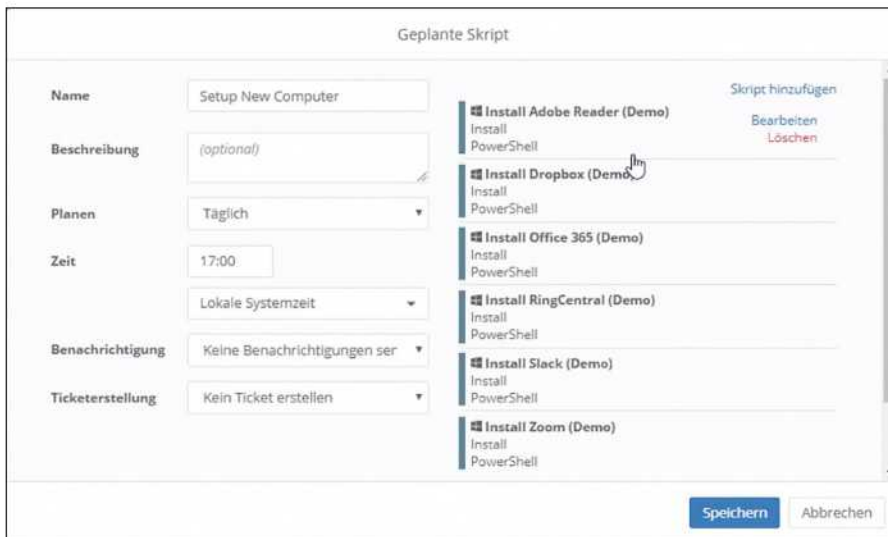 Geplante Skript
Name
Setup New Computer
Beschreibung
(optional)
Planen
Täglich
Zeit
17:00
Lokale Systemzeit
Benachrichtigung
Keine Benachrichtigungen ser
Ticketerstellung
Kein Ticket erstellen
Skript hinzufügen
Install Adobe Reader (Demo)
Install
PowerShell
Bearbeiten
Löschen
Install Dropbox (Demo)
Install
PowerShell
Install Office 365 (Demo)
Install
PowerShell
Install RingCentral (Demo)
Install
PowerShell
Install Slack (Demo)
Install
PowerShell
Install Zoom (Demo)
Install
PowerShell
Speichern
Abbrechen